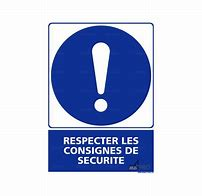 RESPECTER LES
CONSIGNES DE
SECURITE